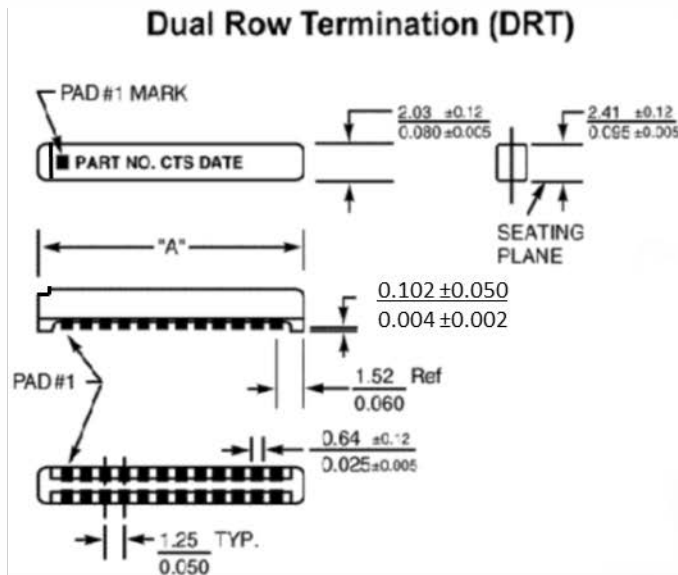 Dual Row Termination (DRT)
PAD #1 MARK
2.03 ±0.12
0.080 ±0.005
2.41 ±0.12
0.095 ±0.005
PART NO. CTS DATE
SEATING
PLANE
"A"
0.102 ±0.050
0.004 ±0.002
PAD #1
1.52 Ref
0.060
0.64 ±0.12
0.025±0.005
1.25 TYP.
0.050